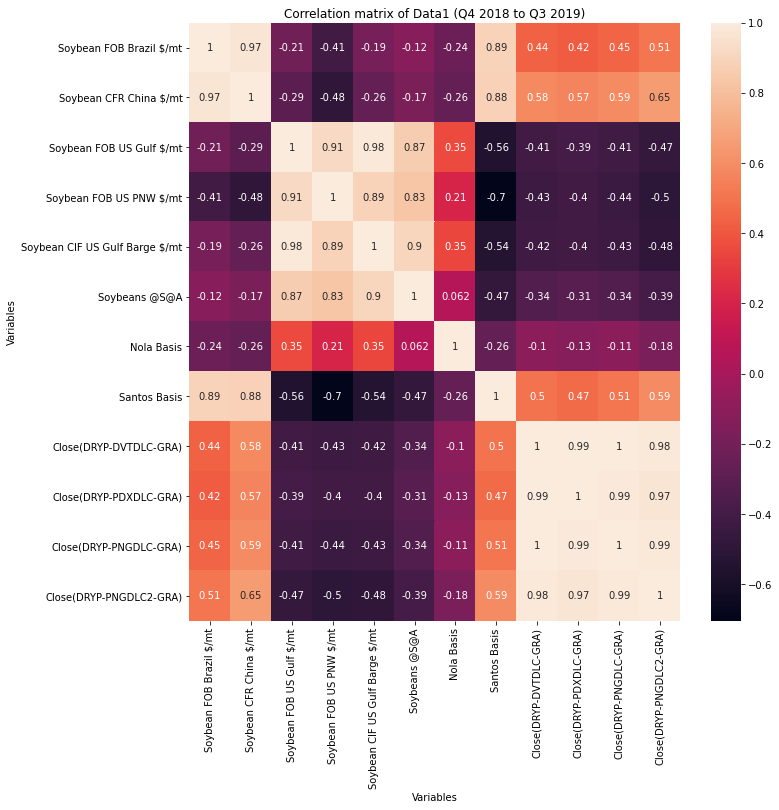 Correlation matrix of Data1 (Q4 2018 to Q3 2019)
Variables
Soybean FOB Brazil $/mt 1 0.97 -0.21 -0.41 -0.19 -0.12 -0.24 0.89 0.44 0.42 0.45 0.51
Soybean CFR China $/mt 0.97 1 -0.29 -0.48 -0.26 -0.17 -0.26 0.88 0.58 0.57 0.59 0.65
Soybean FOB US Gulf $/mt -0.21 -0.29 1 0.91 0.98 0.87 0.35 -0.56 -0.41 -0.39 -0.41 -0.47
Soybean FOB US PNW $/mt -0.41 -0.48 0.91 1 0.89 0.83 0.21 -0.7 -0.43 -0.4 -0.44 -0.5
Soybean CIF US Gulf Barge $/mt -0.19 -0.26 0.98 0.89 1 0.9 0.35 -0.54 -0.42 -0.4 -0.43 -0.48
Soybeans @S@A -0.12 -0.17 0.87 0.83 0.9 1 0.062 -0.47 -0.34 -0.31 -0.34 -0.39
Nola Basis -0.24 -0.26 0.35 0.21 0.35 0.062 1 -0.26 -0.1 -0.13 -0.11 -0.18
Santos Basis 0.89 0.88 -0.56 -0.7 -0.54 -0.47 -0.26 1 0.5 0.47 0.51 0.59
Close(DRYP-DVTDLC-GRA) 0.44 0.58 -0.41 -0.43 -0.42 -0.34 -0.1 0.5 1 0.99 1 0.98
Close(DRYP-PDXDLC-GRA) 0.42 0.57 -0.39 -0.4 -0.4 -0.31 -0.13 0.47 0.99 1 0.99 0.97
Close(DRYP-PNGDLC-GRA) 0.45 0.59 -0.41 -0.44 -0.43 -0.34 -0.11 0.51 1 0.99 1 0.99
Close(DRYP-PNGDLC2-GRA) 0.51 0.65 -0.47 -0.5 -0.48 -0.39 -0.18 0.59 0.98 0.97 0.99 1
Soybean FOB Brazil $/mt
Soybean CFR China $/mt
Soybean FOB US Gulf $/mt
Soybean FOB US PNW $/mt
Soybean CIF US Gulf Barge $/mt
Soybeans @S@A
Nola Basis
Santos Basis
Close(DRYP-DVTDLC-GRA)
Close(DRYP-PDXDLC-GRA)
Close(DRYP-PNGDLC-GRA)
Close(DRYP-PNGDLC2-GRA)
Variables
1.0
0.8
0.6
0.4
0.2
0.0
−0.2
−0.4
−0.6